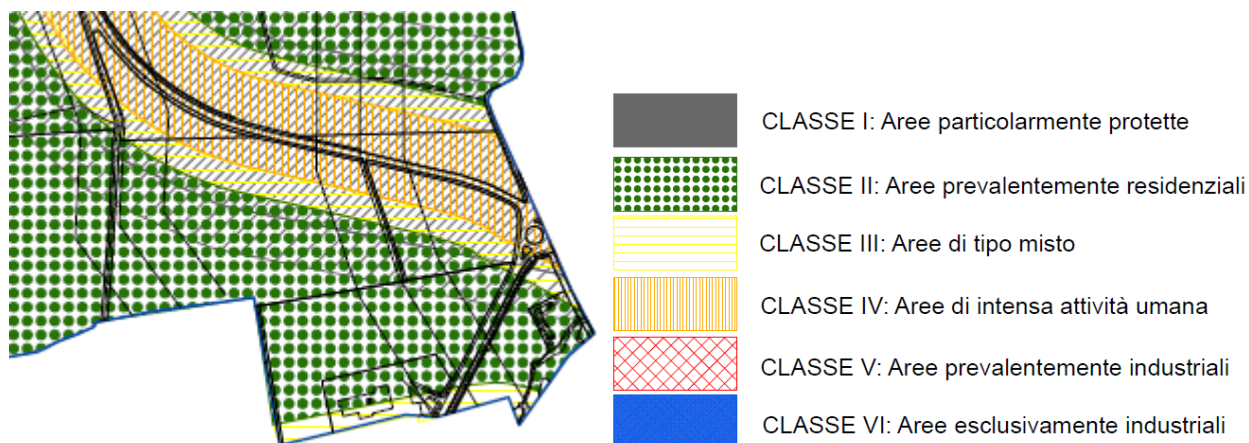 CLASSE I: Aree particolarmente protette
CLASSE II: Aree prevalentemente residenziali
CLASSE III: Aree di tipo misto
CLASSE IV: Aree di intensa attività umana
CLASSE V: Aree prevalentemente industriali
CLASSE VI: Aree esclusivamente industriali